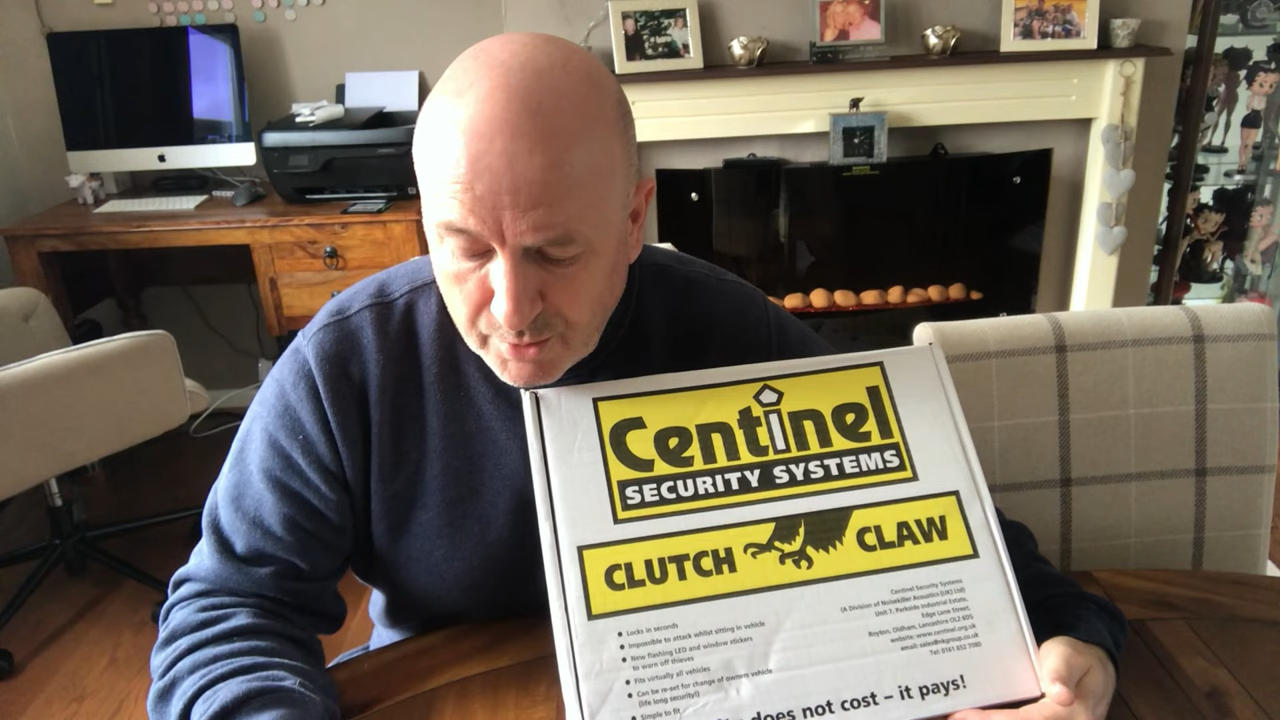 Centinel
SECURITY SYSTEMS
CLUTCH CLAW
Locks in seconds
Impossible to attack whilst sitting in vehicle
New flashing LED and window stickers
to warn off thieves
Fits virtually all vehicles
Can be re-set for change of owners vehicle
(life long security!)
Simple to fit
Centinel Security Systems
(A Division of Noisekiller Acoustics (UK) Ltd)
Unit 7, Parkside Industrial Estate,
Edge Lane Street,
Royton, Oldham, Lancashire OL2 6DS
website: www.centinel.org.uk
email: sales@nkgroup.co.uk
Tel: 0161 652 7080
does not cost – it pays!